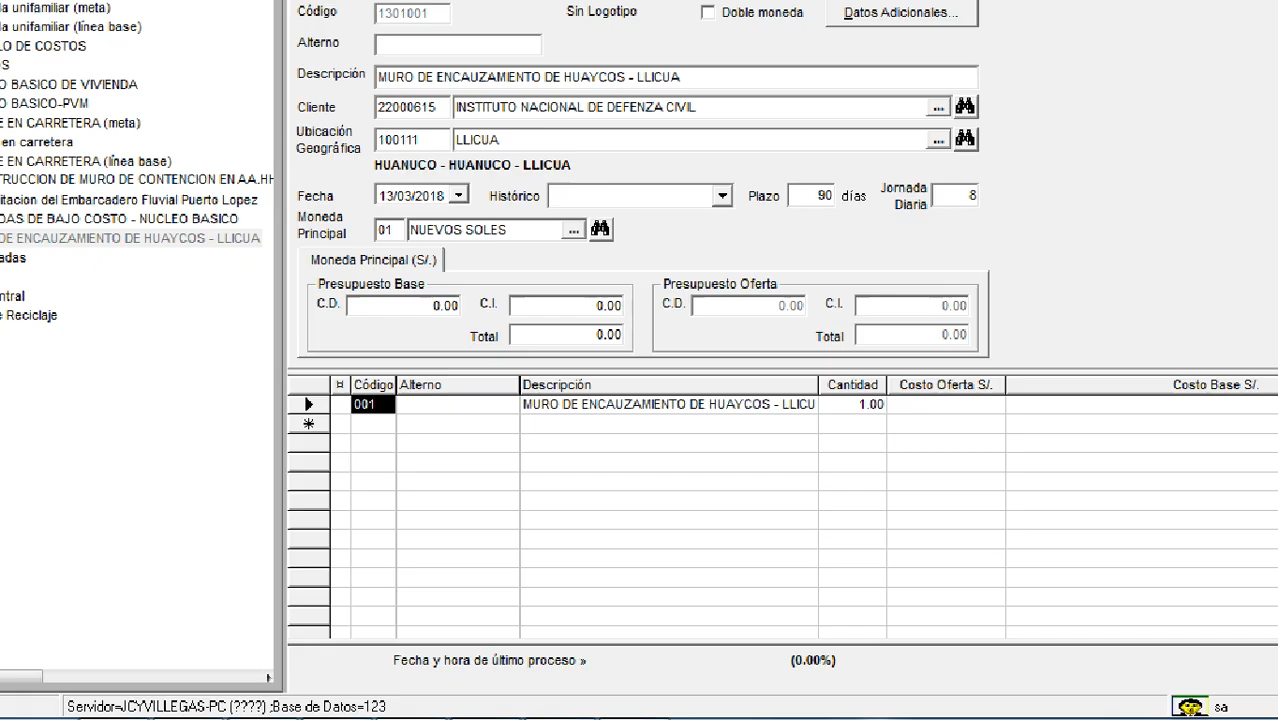 a unifamiliar (meta)
a unifamiliar (línea base)
LO DE COSTOS
OS
O BASICO DE VIVIENDA
O BASICO-PVM
E EN CARRETERA (meta)
en carretera
E EN CARRETERA (línea base)
TRUCCION DE MURO DE CONTENCION EN AA.HH
itacion del Embarcadero Fluvial Puerto Lopez
DAS DE BAJO COSTO - NUCLEO BASICO
DE ENCAUZAMIENTO DE HUAYCOS - LLICUA
adas
ntral
e Reciclaje
Código 1301001 Sin Logotipo Doble moneda Datos Adicionales...
Alterno
Descripción MURO DE ENCAUZAMIENTO DE HUAYCOS - LLICUA
Cliente 22000615 INSTITUTO NACIONAL DE DEFENZA CIVIL ...
Ubicación
Geográfica 100111 LLICUA ...
HUANUCO - HUANUCO - LLICUA
Fecha 13/03/2018 Histórico Plazo 90 días Jornada
Diaria 8
Moneda
Principal 01 NUEVOS SOLES ...
Moneda Principal (S/.)
Presupuesto Base Presupuesto Oferta
C.D. 0.00 C.I. 0.00 C.D. 0.00 C.I. 0.00
Total 0.00 Total 0.00
¤ Código Alterno Descripción Cantidad Costo Oferta S/. Costo Base S/.
001 MURO DE ENCAUZAMIENTO DE HUAYCOS - LLICU 1.00
Fecha y hora de último proceso » (0.00%)
Servidor=JCYVILLEGAS-PC (????) ;Base de Datos=123 sa